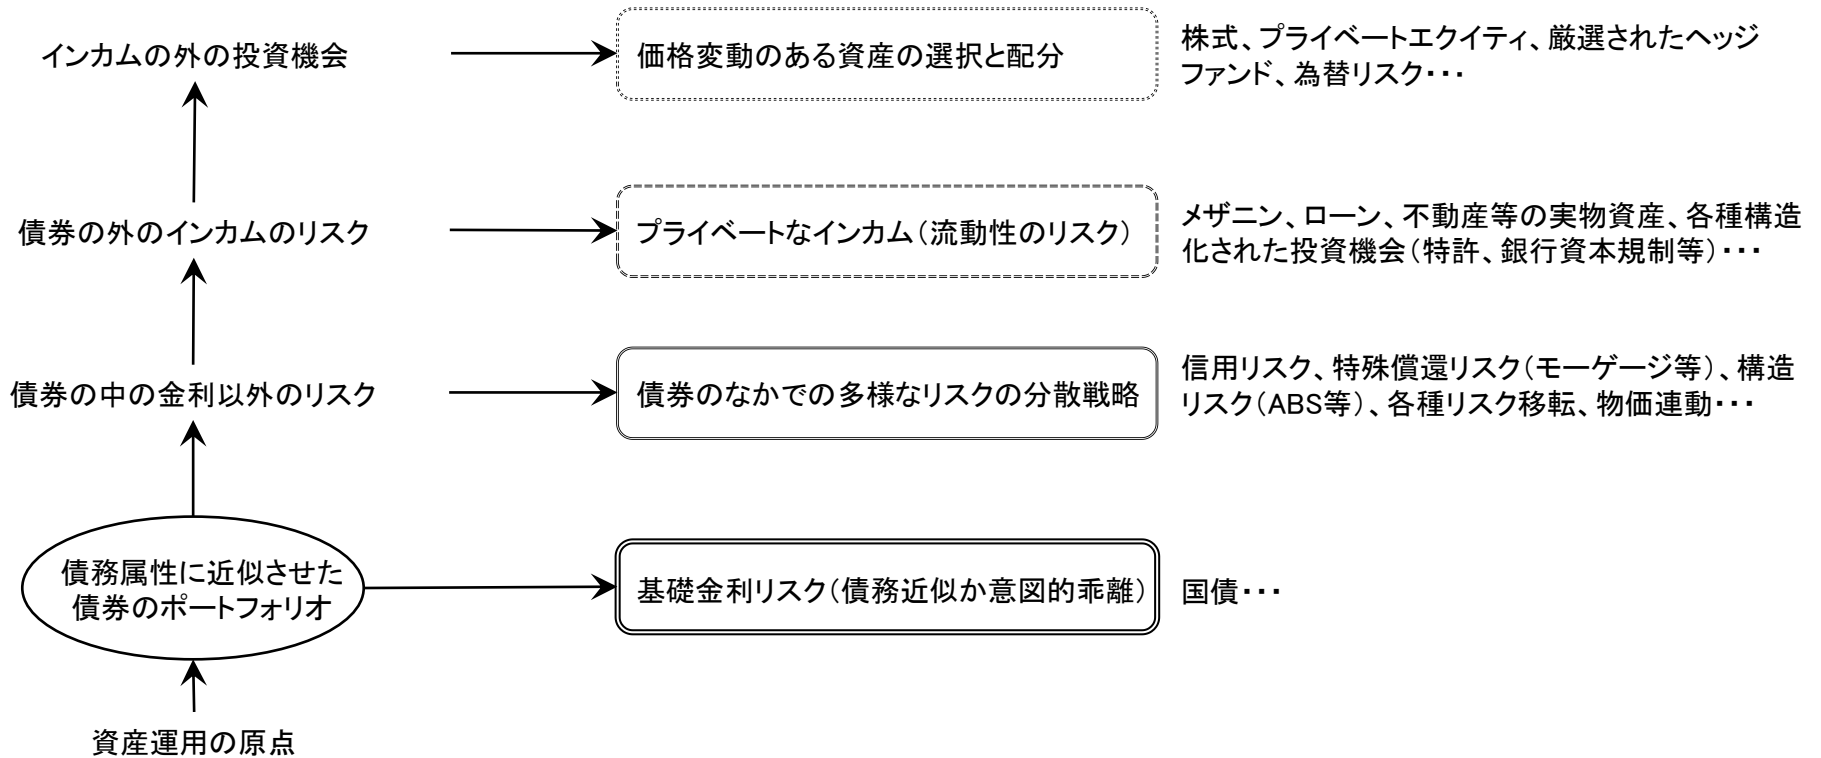 インカムの外の投資機会
価格変動のある資産の選択と配分
株式、プライベートエクイティ、厳選されたヘッジ
ファンド、為替リスク・・・
債券の外のインカムのリスク
プライベートなインカム（流動性のリスク）
メザニン、ローン、不動産等の実物資産、各種構造
化された投資機会（特許、銀行資本規制等）・・・
債券の中の金利以外のリスク
債券のなかでの多様なリスクの分散戦略
信用リスク、特殊償還リスク（モーゲージ等）、構造
リスク（ABS等）、各種リスク移転、物価連動・・・
債務属性に近似させた
債券のポートフォリオ
基礎金利リスク（債務近似か意図的乖離）
国債・・・
資産運用の原点